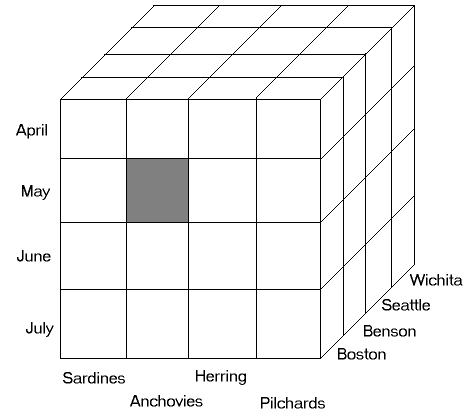 April
May
June
July
Wichita
Seattle
Benson
Boston
Sardines
Herring
Anchovies
Pilchards